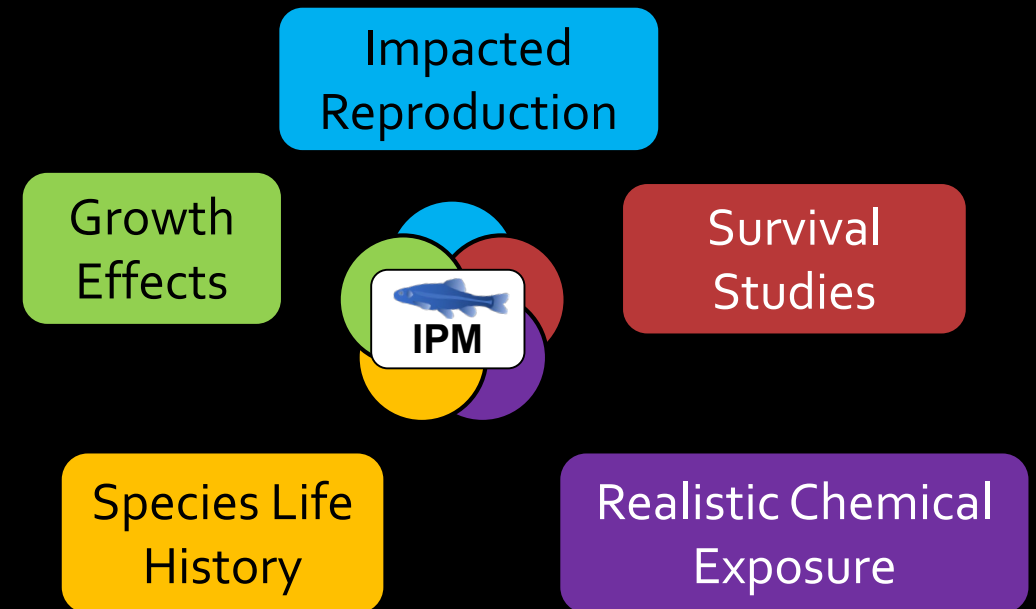 Impacted
Reproduction
Growth
Effects
Survival
Studies
IPM
Species Life
History
Realistic Chemical
Exposure